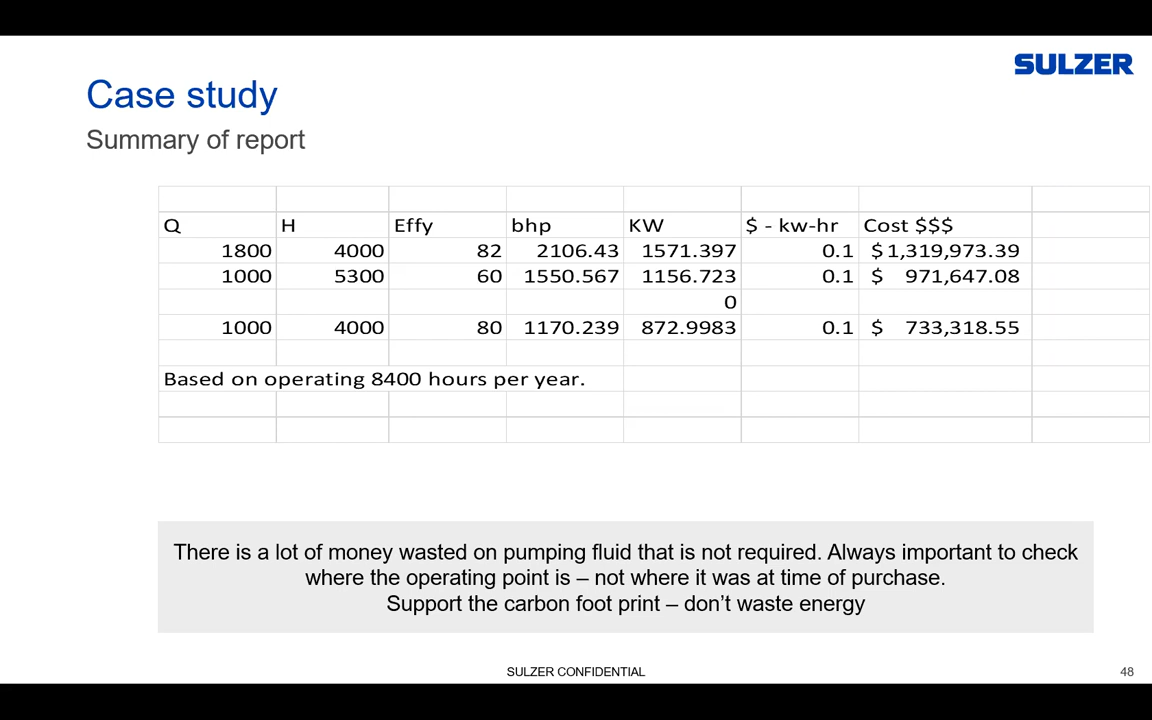 SULZER
Case study
Summary of report
Q H Effy bhp KW $ - kw-hr Cost $$$
1800 4000 82 2106.43 1571.397 0.1 $ 1,319,973.39
1000 5300 60 1550.567 1156.723 0.1 $ 971,647.08
0
1000 4000 80 1170.239 872.9983 0.1 $ 733,318.55
Based on operating 8400 hours per year.
There is a lot of money wasted on pumping fluid that is not required. Always important to check
where the operating point is – not where it was at time of purchase.
Support the carbon foot print – don’t waste energy
SULZER CONFIDENTIAL
48